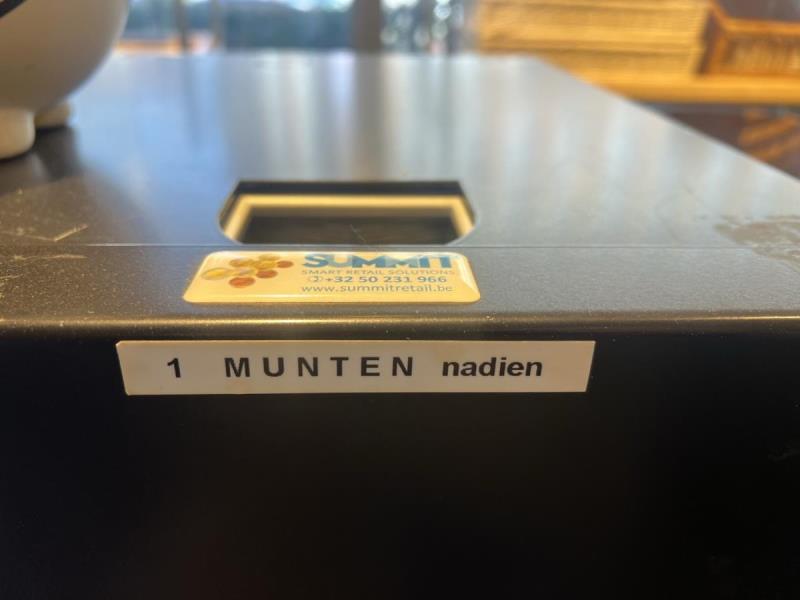 SUMMIT
SMART RETAIL SOLUTIONS
+32 50 231 966
www.summitretail.be
1 MUNTEN nadien